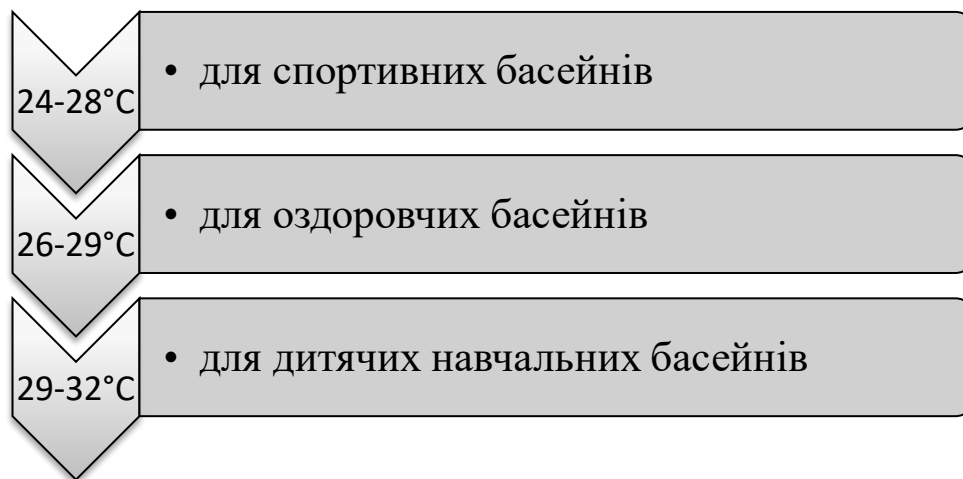 24-28°C
• для спортивних басейнів
26-29°C
• для оздоровчих басейнів
29-32°C
• для дитячих навчальних басейнів